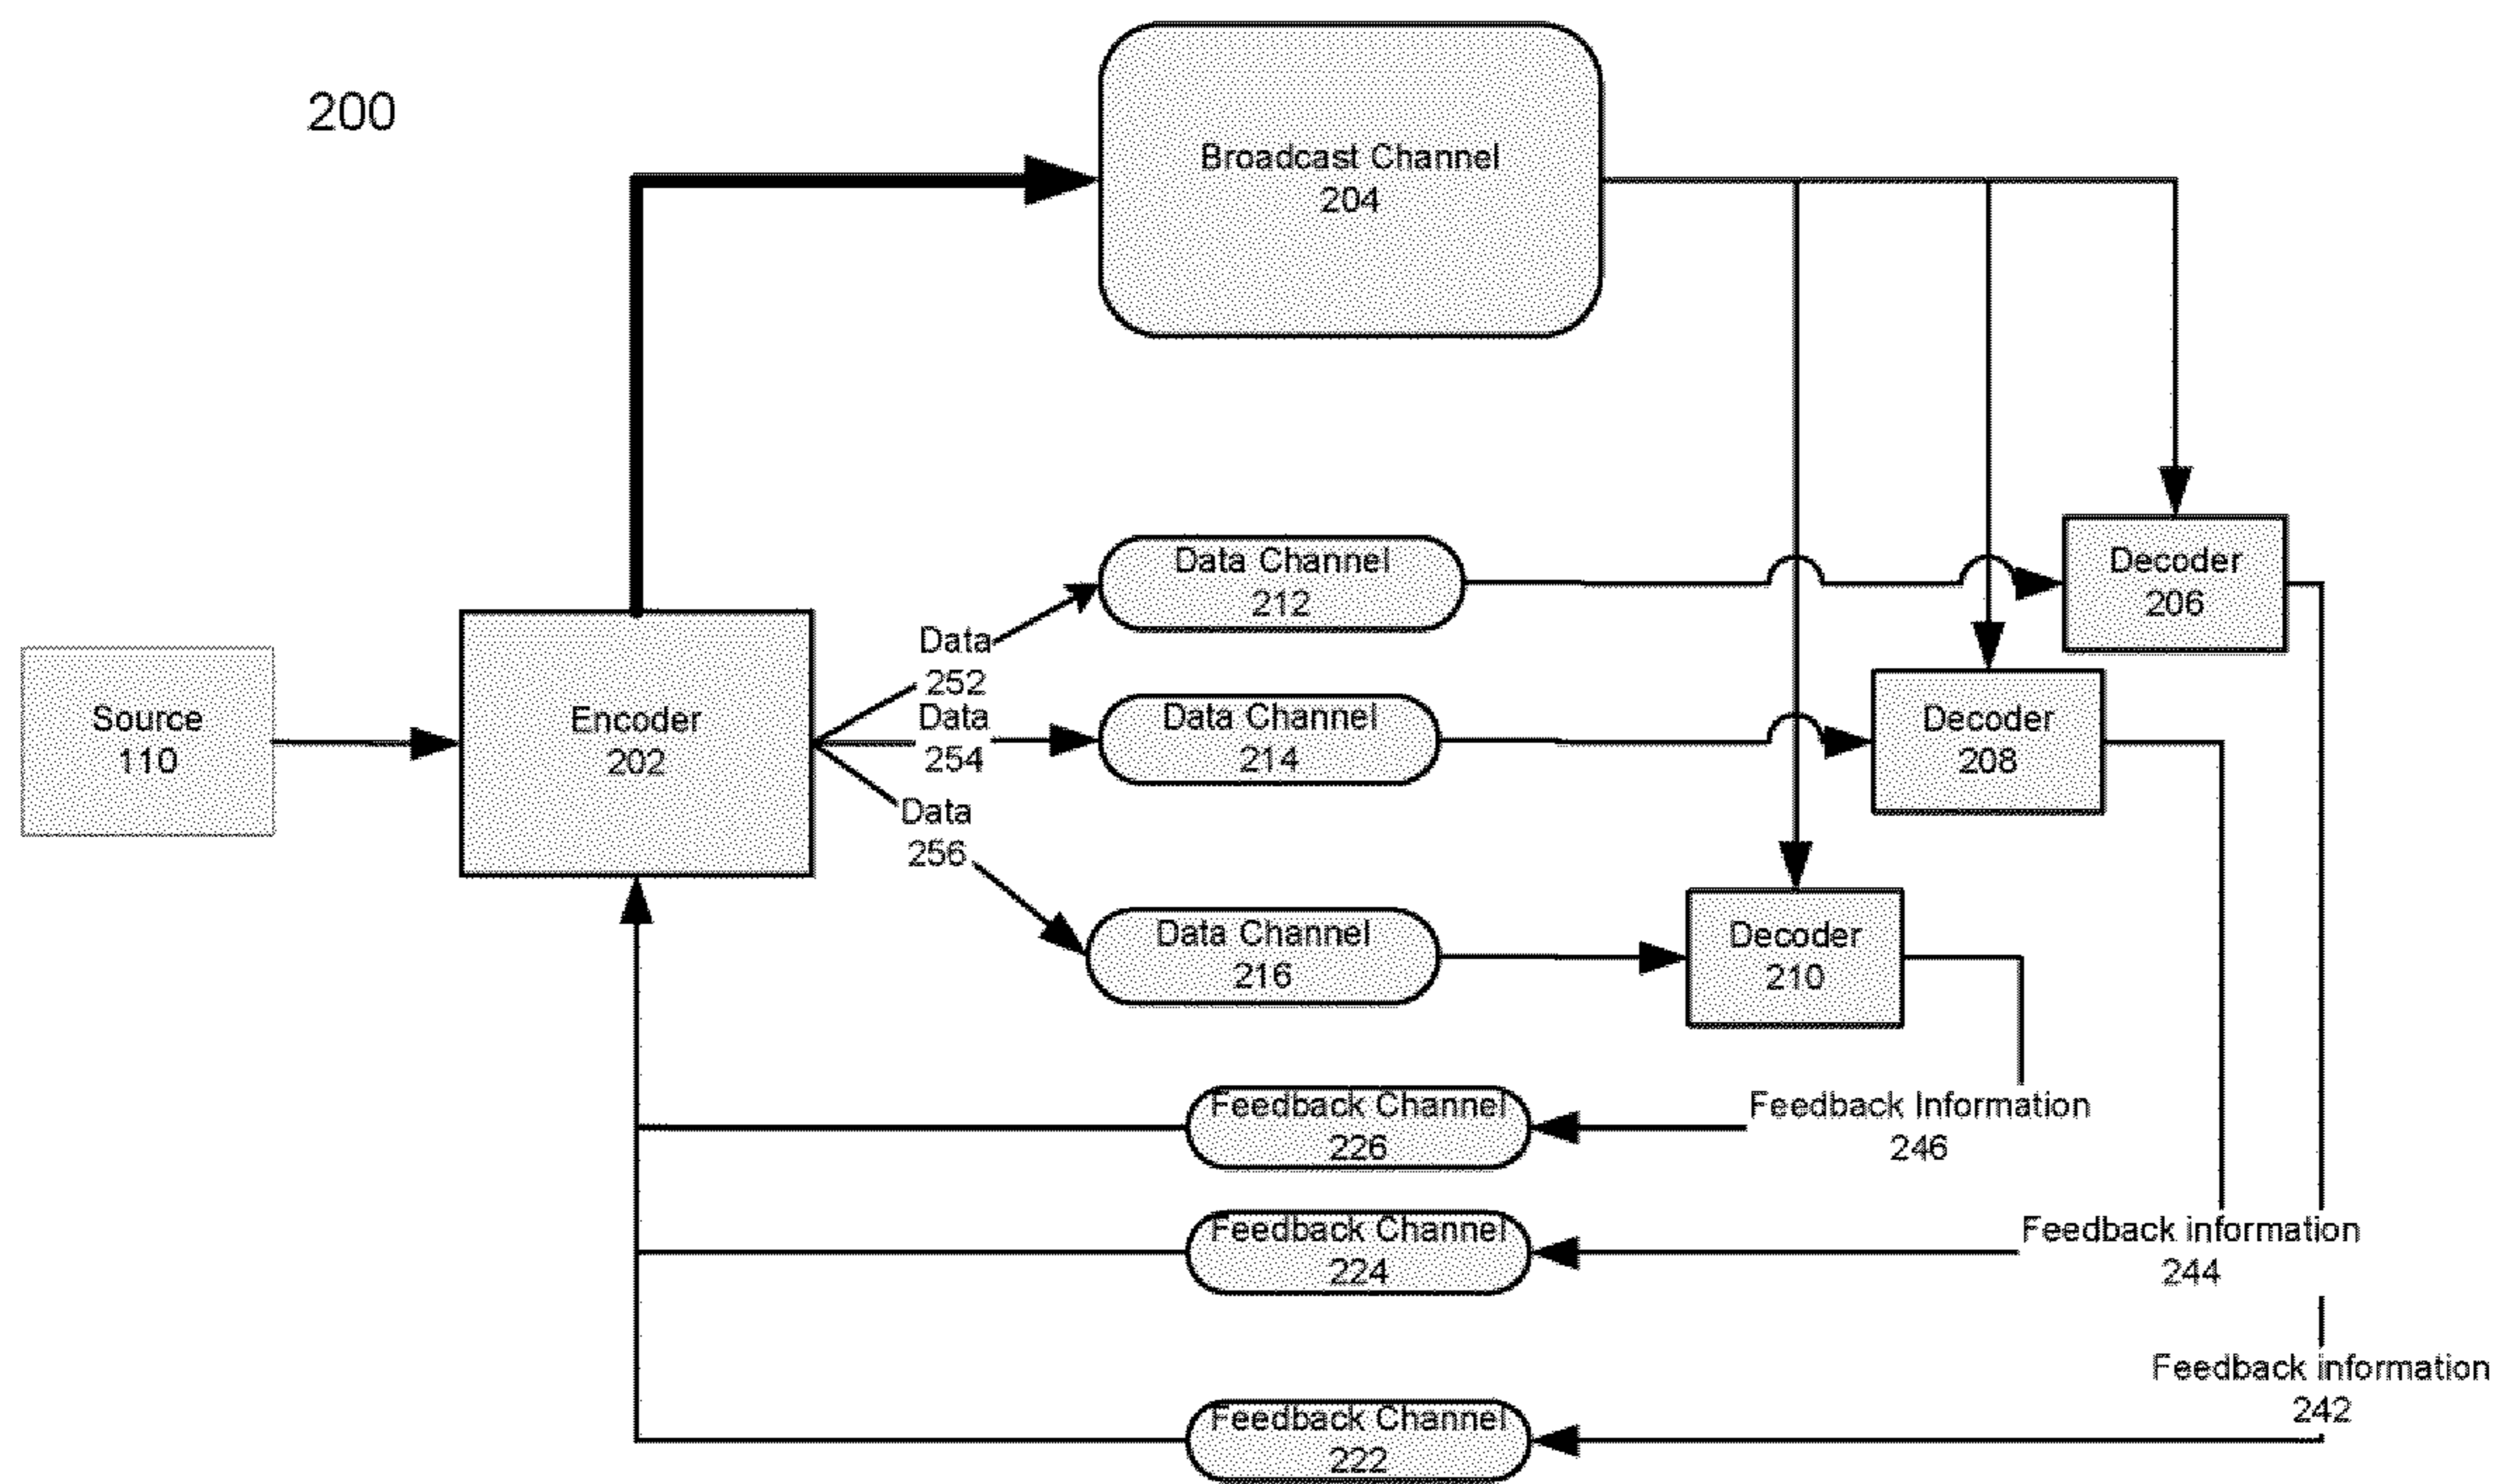 200
Broadcast Channel
204
Data Channel
212
Decoder
206
Data
252
Source
110
Encoder
202
Data
254
Data Channel
214
Decoder
208
Data
256
Data Channel
216
Decoder
210
Feedback Channel
226
Feedback Information
246
Feedback Channel
224
Feedback information
244
Feedback information
242
Feedback Channel
222